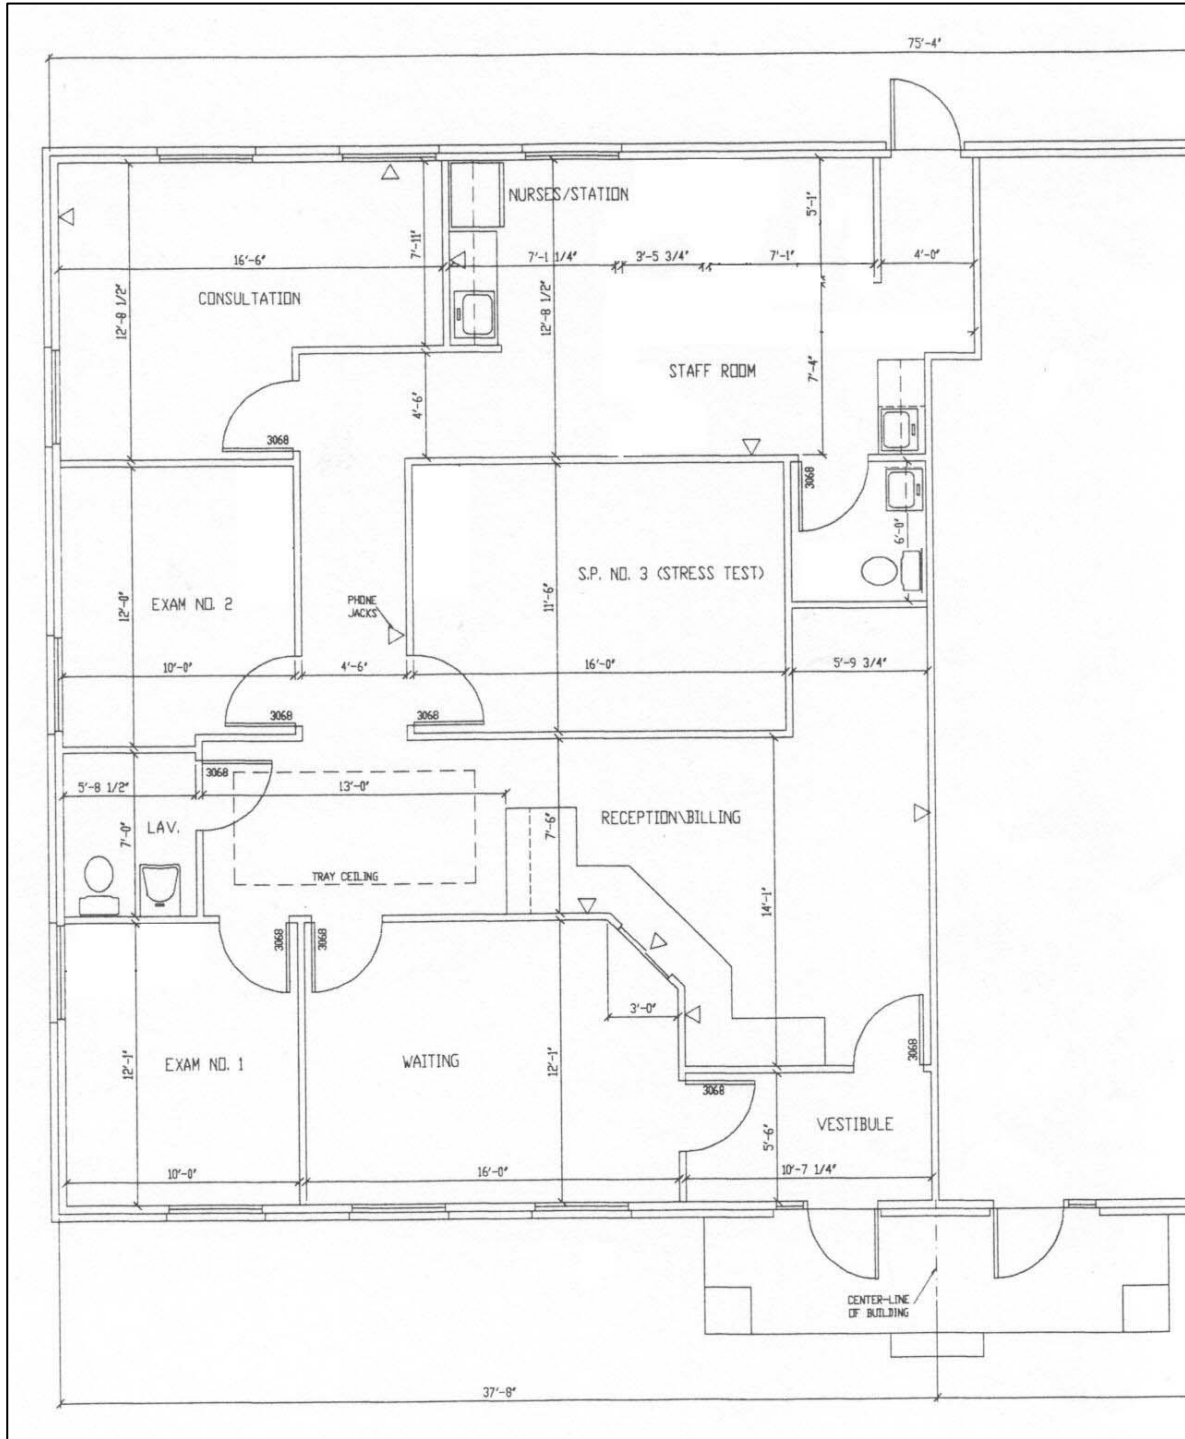 75'-4"
NURSES/STATION
5'-1"
7'-11"
16'-6"
7'-1 1/4"
3'-5 3/4"
7'-1"
4'-0"
CONSULTATION
12'-8 1/2"
12'-8 1/2"
STAFF ROOM
7'-4"
4'-6"
3068
3068
6'-0"
S.P. NO. 3 (STRESS TEST)
EXAM NO. 2
12'-0"
PHONE
JACKS
11'-6"
10'-0"
4'-6"
16'-0"
5'-9 3/4"
3068
3068
3068
5'-8 1/2"
13'-0"
RECEPTION\BILLING
7'-6"
LAV.
7'-0"
TRAY CEILING
14'-1"
3068
3068
3'-0"
3068
EXAM NO. 1
12'-1"
WAITING
12'-1"
3068
VESTIBULE
5'-6"
10'-0"
16'-0"
10'-7 1/4"
CENTER-LINE
OF BUILDING
37'-8"